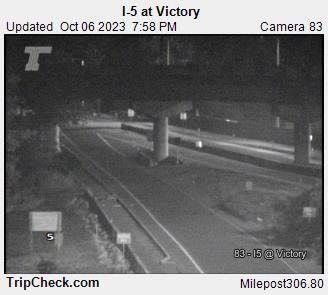 I-5 at Victory
Updated Oct 06 2023 7:58 PM Camera 83
T
5
83 - I5 @ Victory
TripCheck.com Milepost306.80